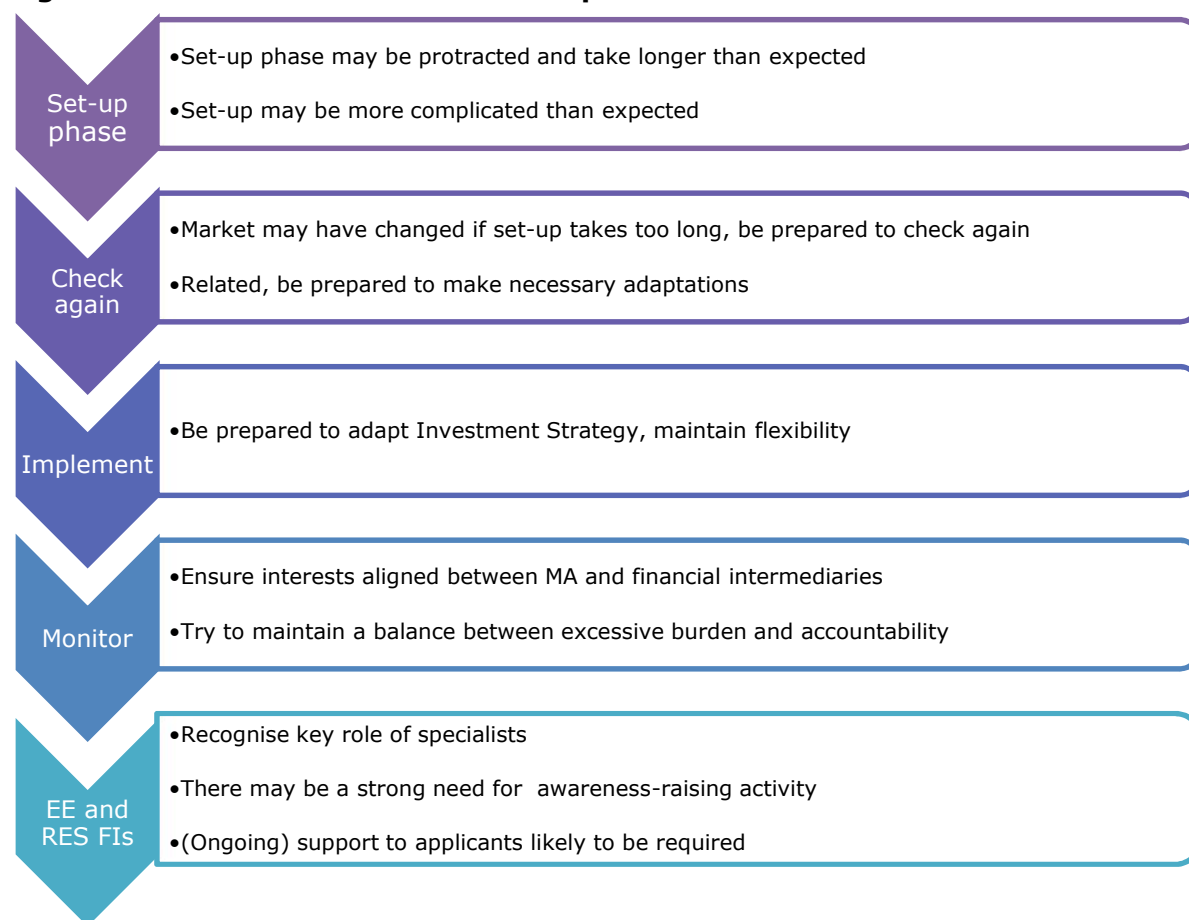 Set-up
phase
•Set-up phase may be protracted and take longer than expected
•Set-up may be more complicated than expected
Check
again
•Market may have changed if set-up takes too long, be prepared to check again
•Related, be prepared to make necessary adaptations
Implement
•Be prepared to adapt Investment Strategy, maintain flexibility
Monitor
•Ensure interests aligned between MA and financial intermediaries
•Try to maintain a balance between excessive burden and accountability
EE and
RES FIs
•Recognise key role of specialists
•There may be a strong need for  awareness-raising activity
•(Ongoing) support to applicants likely to be required